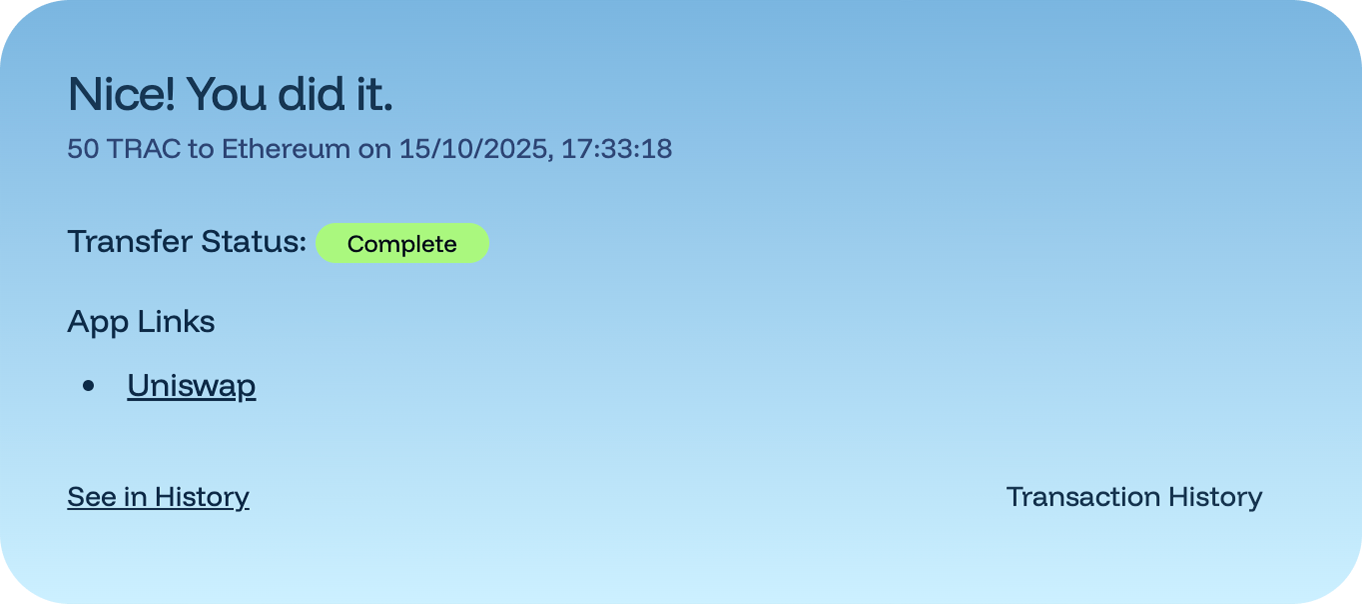 Nice! You did it.
50 TRAC to Ethereum on 15/10/2025, 17:33:18
Transfer Status: Complete
App Links
• Uniswap
See in History
Transaction History